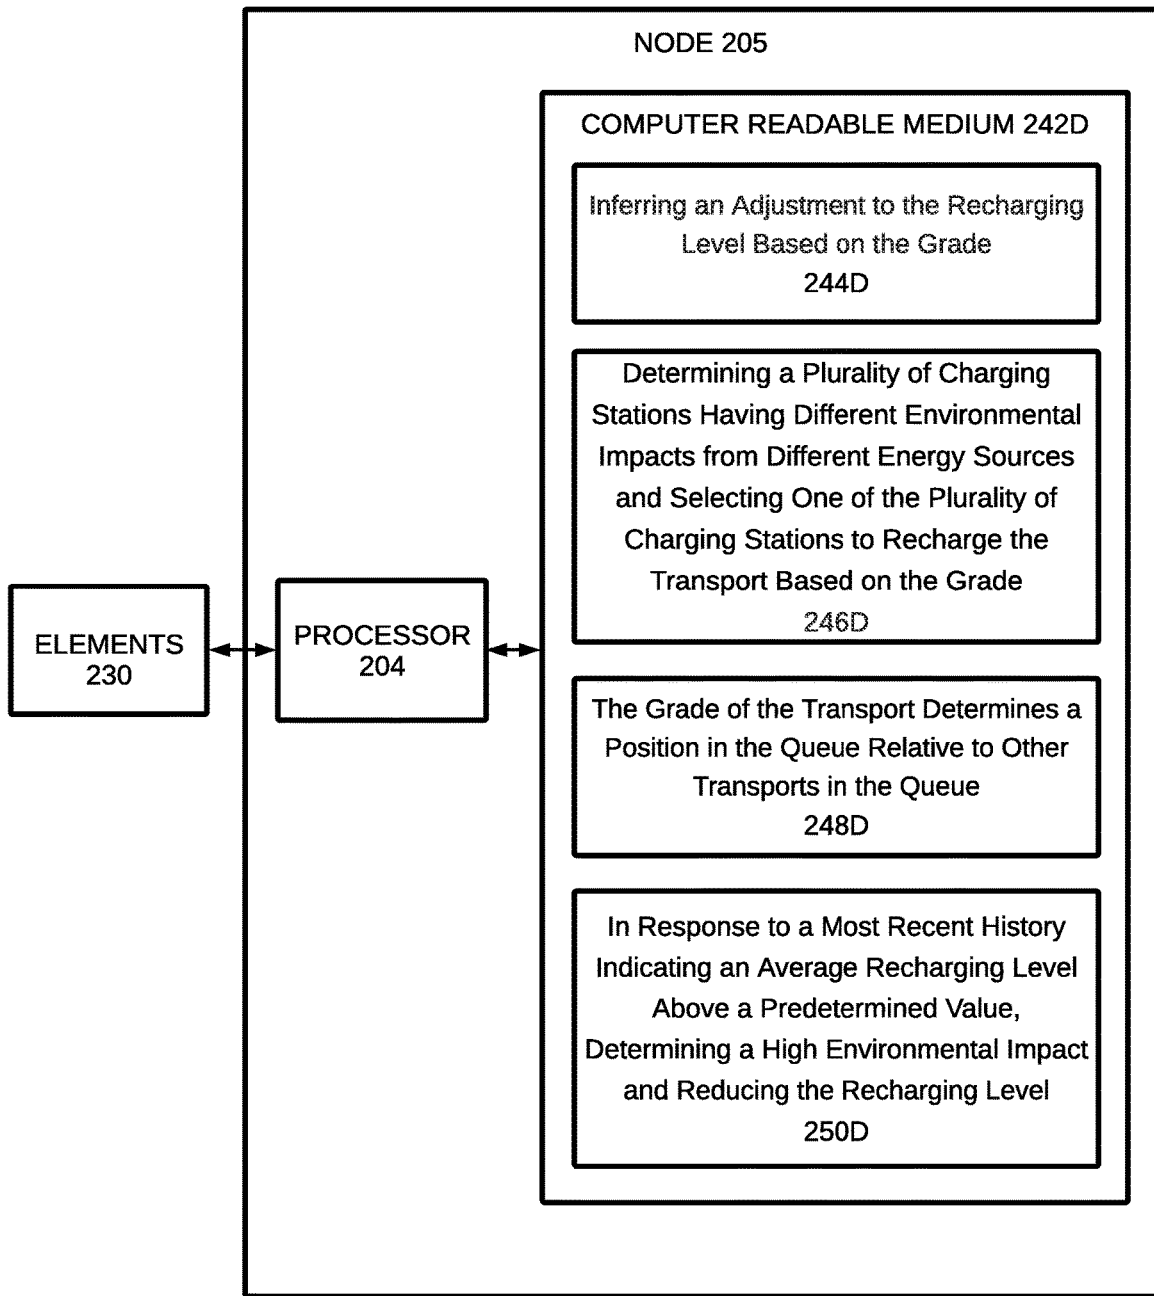 NODE 205
COMPUTER READABLE MEDIUM 242D
Inferring an Adjustment to the Recharging
Level Based on the Grade
244D
Determining a Plurality of Charging
Stations Having Different Environmental
Impacts from Different Energy Sources
and Selecting One of the Plurality of
Charging Stations to Recharge the
Transport Based on the Grade
246D
ELEMENTS
230
PROCESSOR
204
The Grade of the Transport Determines a
Position in the Queue Relative to Other
Transports in the Queue
248D
In Response to a Most Recent History
Indicating an Average Recharging Level
Above a Predetermined Value,
Determining a High Environmental Impact
and Reducing the Recharging Level
250D